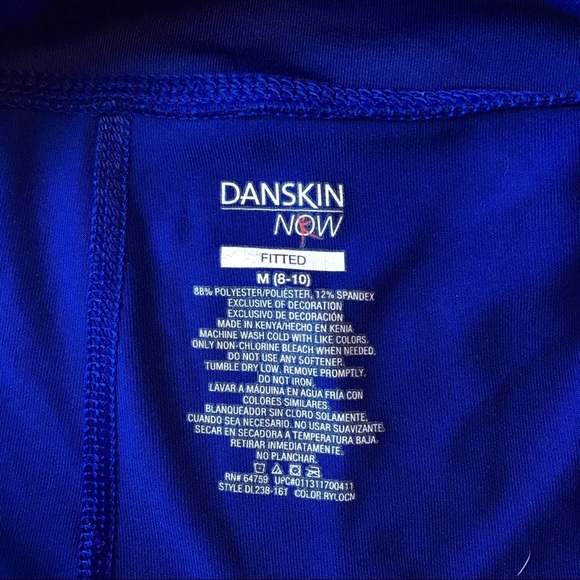 DANSKIN
NOW
FITTED
M (8-10)
88% POLYESTER/POLIÉSTER, 12% SPANDEX
EXCLUSIVE OF DECORATION
EXCLUSIVO DE DECORACIÓN
MADE IN KENYA/HECHO EN KENIA
MACHINE WASH COLD WITH LIKE COLORS.
ONLY NON-CHLORINE BLEACH WHEN NEEDED.
DO NOT USE ANY SOFTENER.
TUMBLE DRY LOW. REMOVE PROMPTLY.
DO NOT IRON.
LAVAR A MÁQUINA EN AGUA FRÍA CON
COLORES SIMILARES.
BLANQUEADOR SIN CLORO SOLAMENTE,
CUANDO SEA NECESARIO. NO USAR SUAVIZANTE.
SECAR EN SECADORA A TEMPERATURA BAJA.
RETIRAR INMEDIATAMENTE.
NO PLANCHAR.
RN# 64759 UPC#011311700411
STYLE DL23B-161 COLOR:RYLOCN